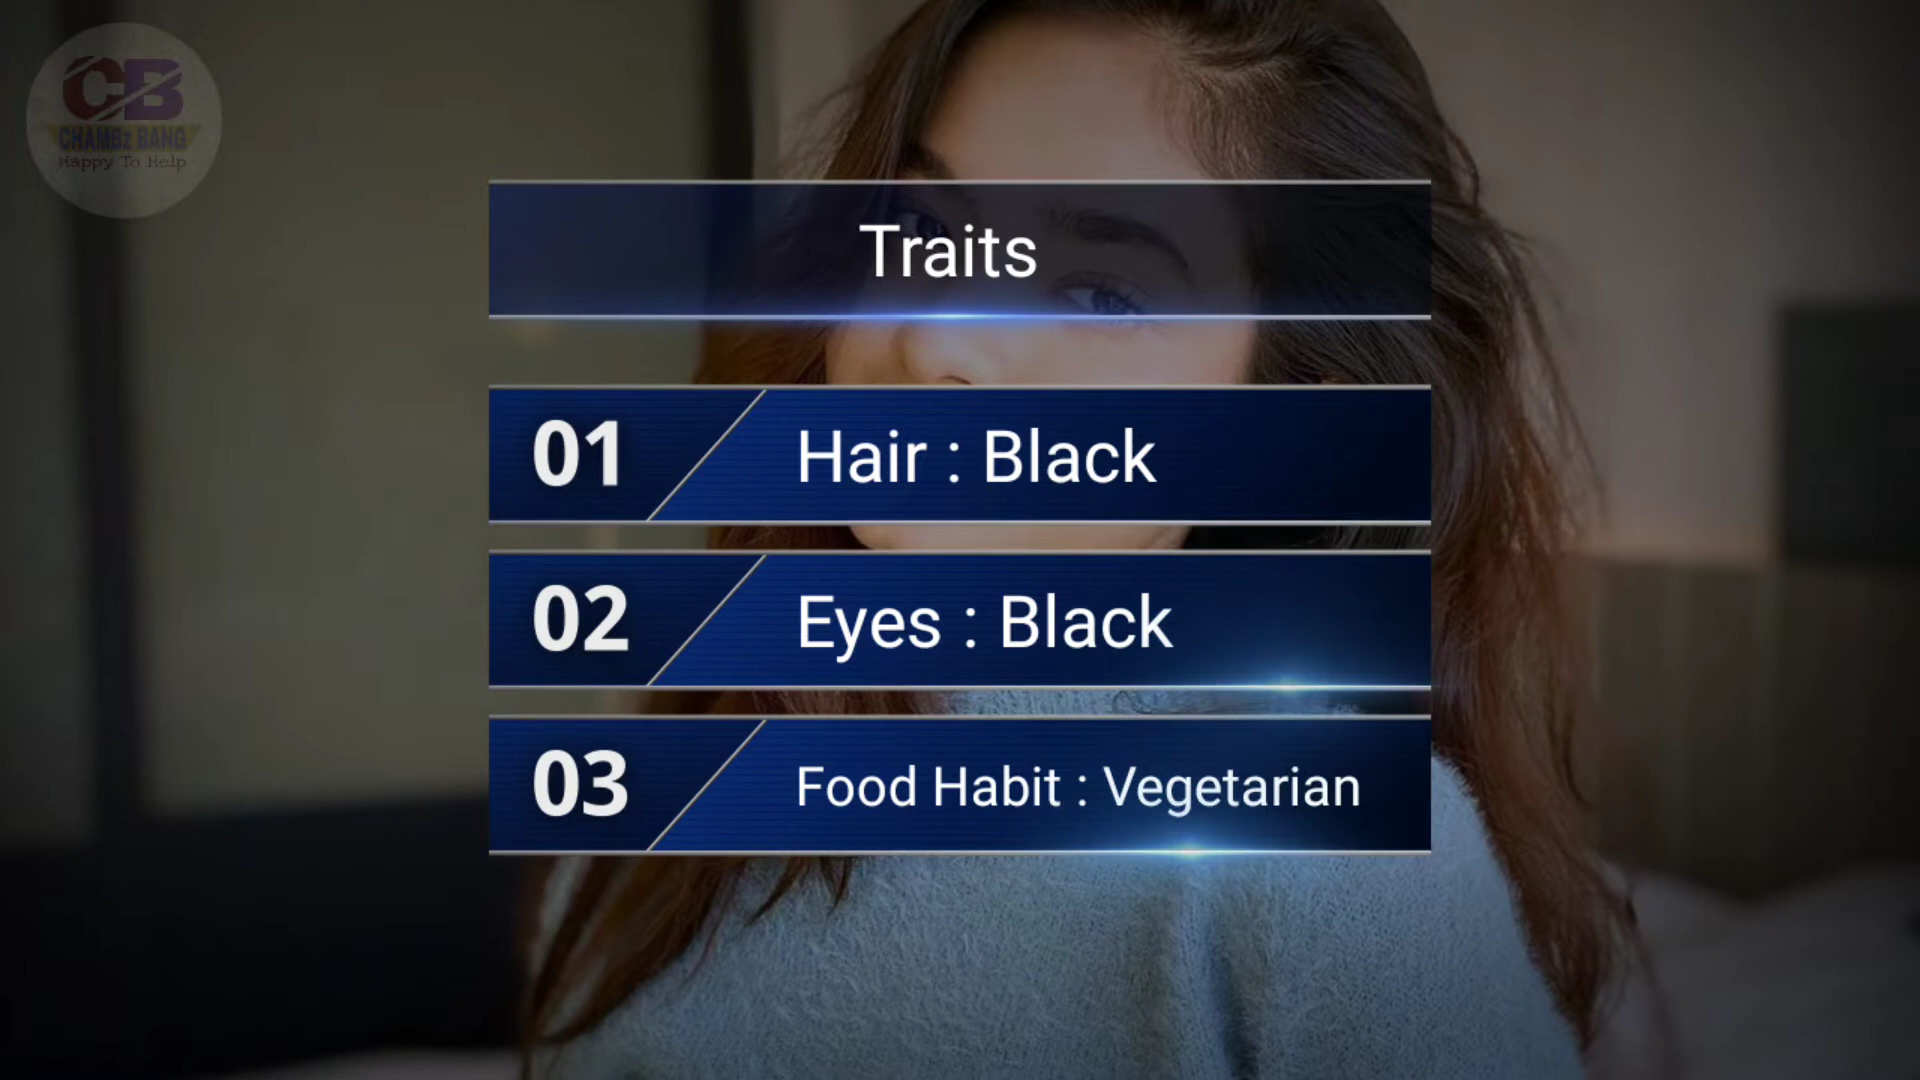 CB
CHAMBz BANG
Happy To Help
Traits
01 Hair : Black
02 Eyes : Black
03 Food Habit : Vegetarian